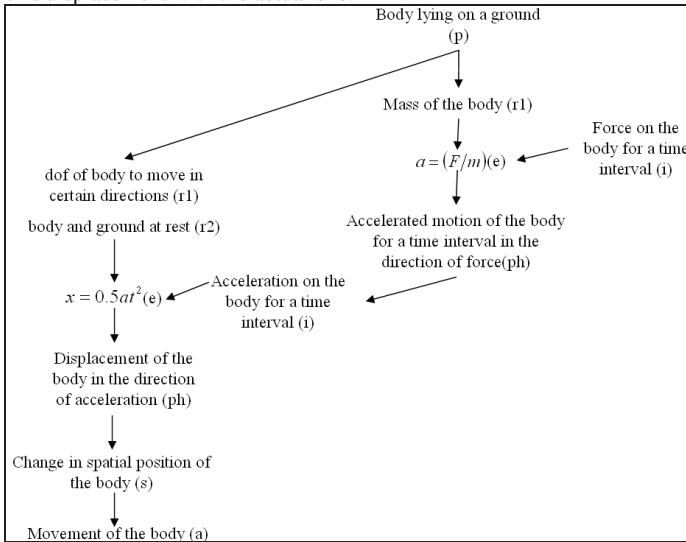 Body lying on a ground
(p)
Mass of the body (r1)
Force on the
body for a time
interval (i)
a = (F/m)(e)
dof of body to move in
certain directions (r1)
body and ground at rest (r2)
Accelerated motion of the body
for a time interval in the
direction of force(ph)
Acceleration on the
body for a time
interval (i)
x = 0.5at²(e)
Displacement of the
body in the direction
of acceleration (ph)
Change in spatial position of
the body (s)
Movement of the body (a)